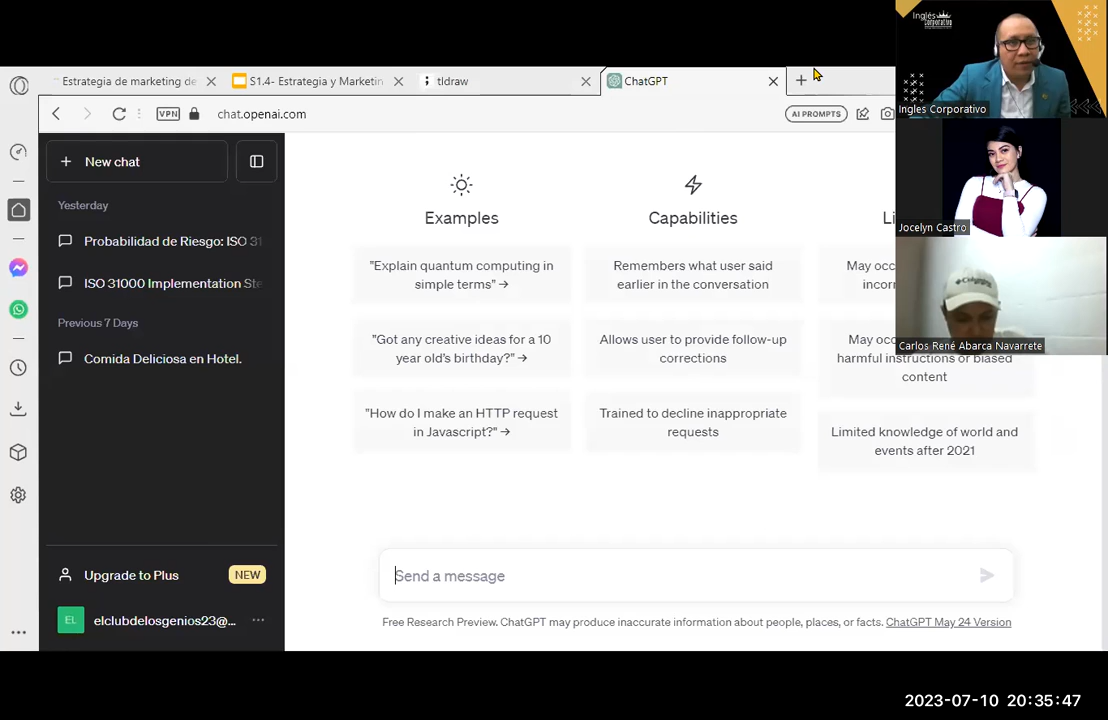 Estrategia de marketing de
S1.4- Estrategia y Marketin
tldraw
ChatGPT
VPN
chat.openai.com
AI PROMPTS
Inglés
Corporativo
Ingles Corporativo
Jocelyn Castro
Carlos René Abarca Navarrete
New chat
Yesterday
Probabilidad de Riesgo: ISO 31
ISO 31000 Implementation Ste
Previous 7 Days
Comida Deliciosa en Hotel.
Upgrade to Plus
NEW
EL
elclubdelosgenios23@...
Examples
"Explain quantum computing in
simple terms" →
"Got any creative ideas for a 10
year old's birthday?" →
"How do I make an HTTP request
in Javascript?" →
Capabilities
Remembers what user said
earlier in the conversation
Allows user to provide follow-up
corrections
Trained to decline inappropriate
requests
Li
May occ
incorr
May occ
harmful instructions or biased
content
Limited knowledge of world and
events after 2021
Send a message
Free Research Preview. ChatGPT may produce inaccurate information about people, places, or facts. ChatGPT May 24 Version
2023-07-10 20:35:47